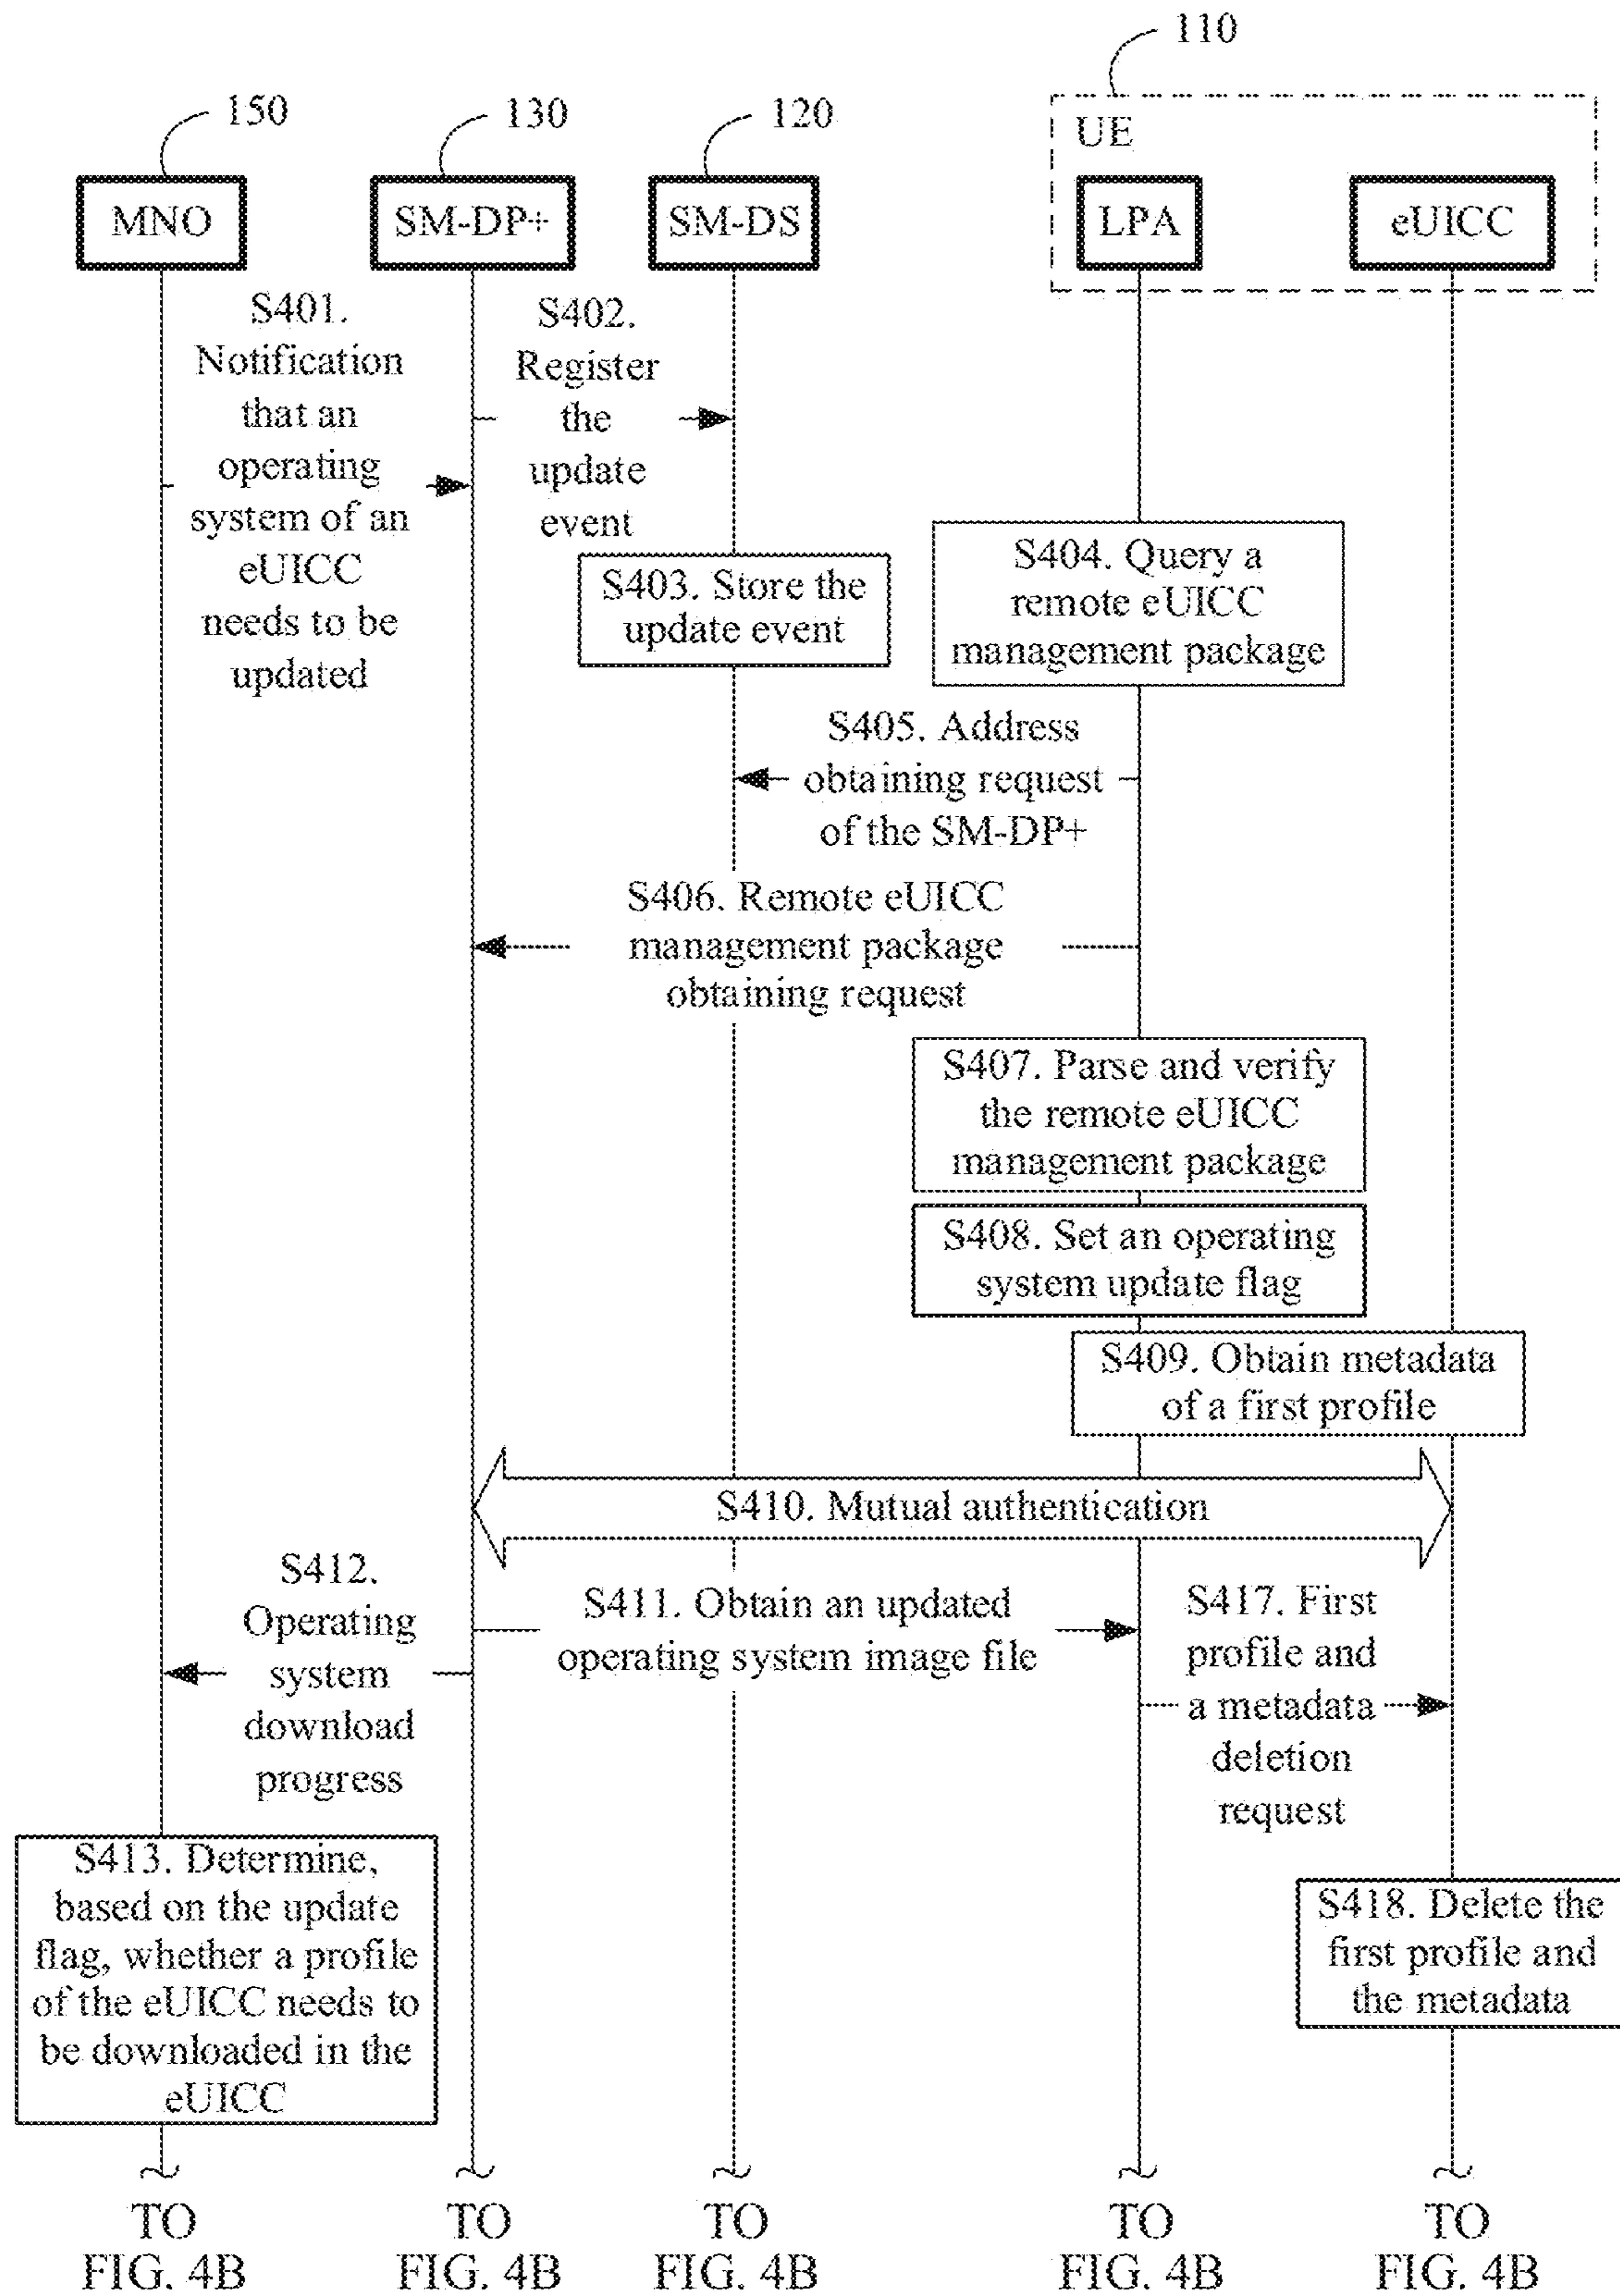 110
150
130
120
UE
MNO
SM-DP+
SM-DS
LPA
eUICC
S401.
Notification
that an
operating
system of an
eUICC
needs to be
updated
S402.
Register
the
update
event
S403. Store the
update event
S404. Query a
remote eUICC
management package
S405. Address
obtaining request
of the SM-DP+
S406. Remote eUICC
management package
obtaining request
S407. Parse and verify
the remote eUICC
management package
S408. Set an operating
system update flag
S409. Obtain metadata
of a first profile
S410. Mutual authentication
S412.
Operating
system
download
progress
S411. Obtain an updated
operating system image file
S417. First
profile and
a metadata
deletion
request
S413. Determine,
based on the update
flag, whether a profile
of the eUICC needs to
be downloaded in the
eUICC
S418. Delete the
first profile and
the metadata
TO
FIG. 4B
TO
FIG. 4B
TO
FIG. 4B
TO
FIG. 4B
TO
FIG. 4B